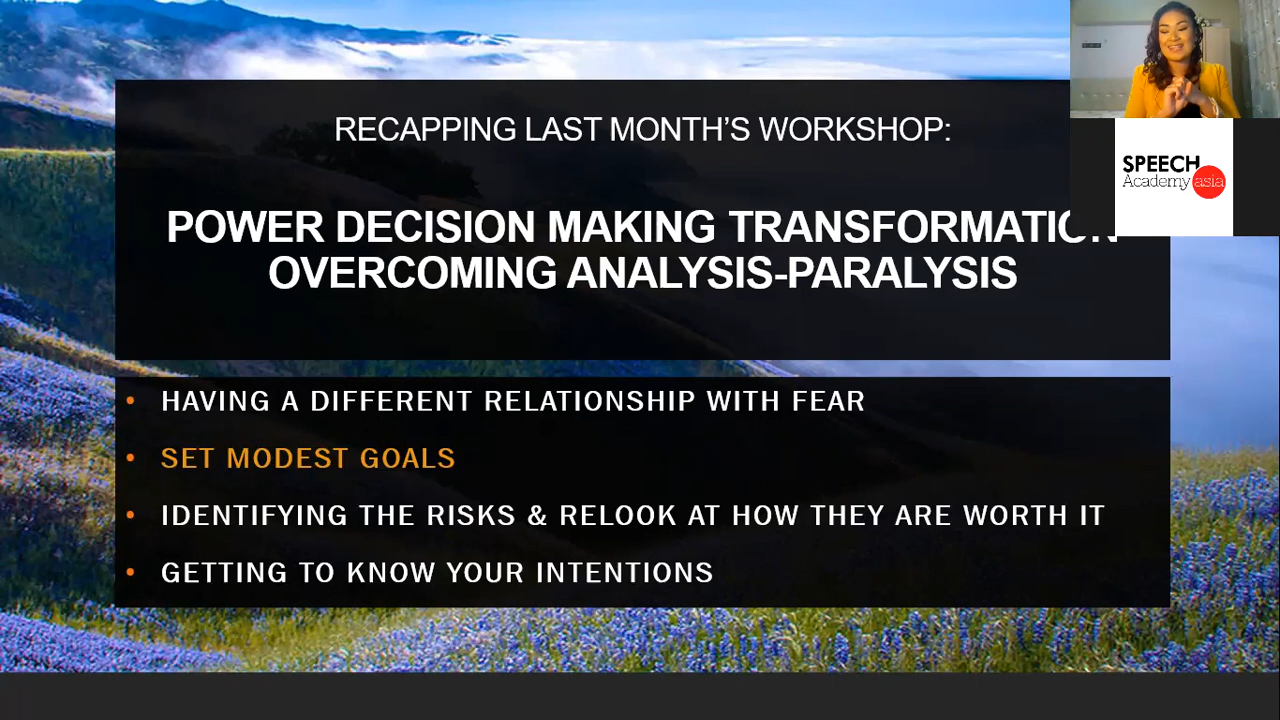 RECAPPING LAST MONTH'S WORKSHOP:
POWER DECISION MAKING TRANSFORMATION
OVERCOMING ANALYSIS-PARALYSIS
• HAVING A DIFFERENT RELATIONSHIP WITH FEAR
• SET MODEST GOALS
• IDENTIFYING THE RISKS & RELOOK AT HOW THEY ARE WORTH IT
• GETTING TO KNOW YOUR INTENTIONS
SPEECH
Academy asia